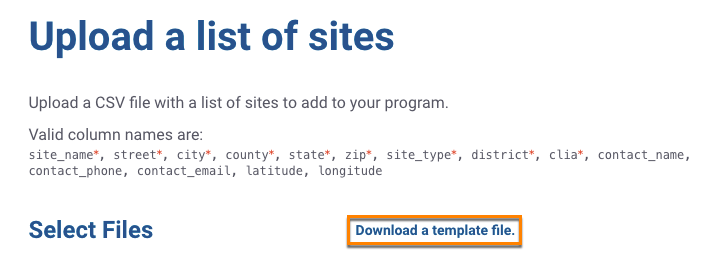 Upload a list of sites
Upload a CSV file with a list of sites to add to your program.
Valid column names are:
site_name*, street*, city*, county*, state*, zip*, site_type*, district*, clia*, contact_name,
contact_phone, contact_email, latitude, longitude
Select Files
Download a template file.